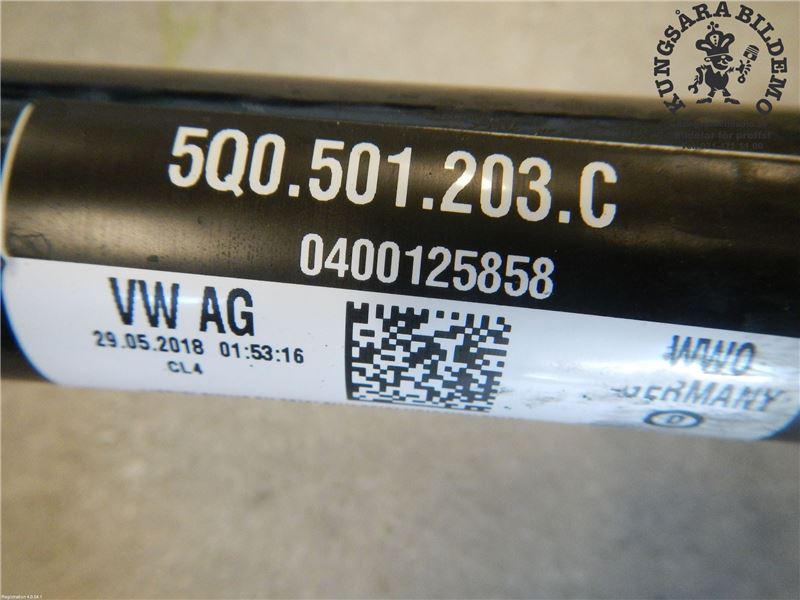 KUNGSÅRA BILDEMO
5Q0.501.203.C
0400125858
VW AG
29.05.2018 01:53:16
CL4
WWO
GERMANY
D